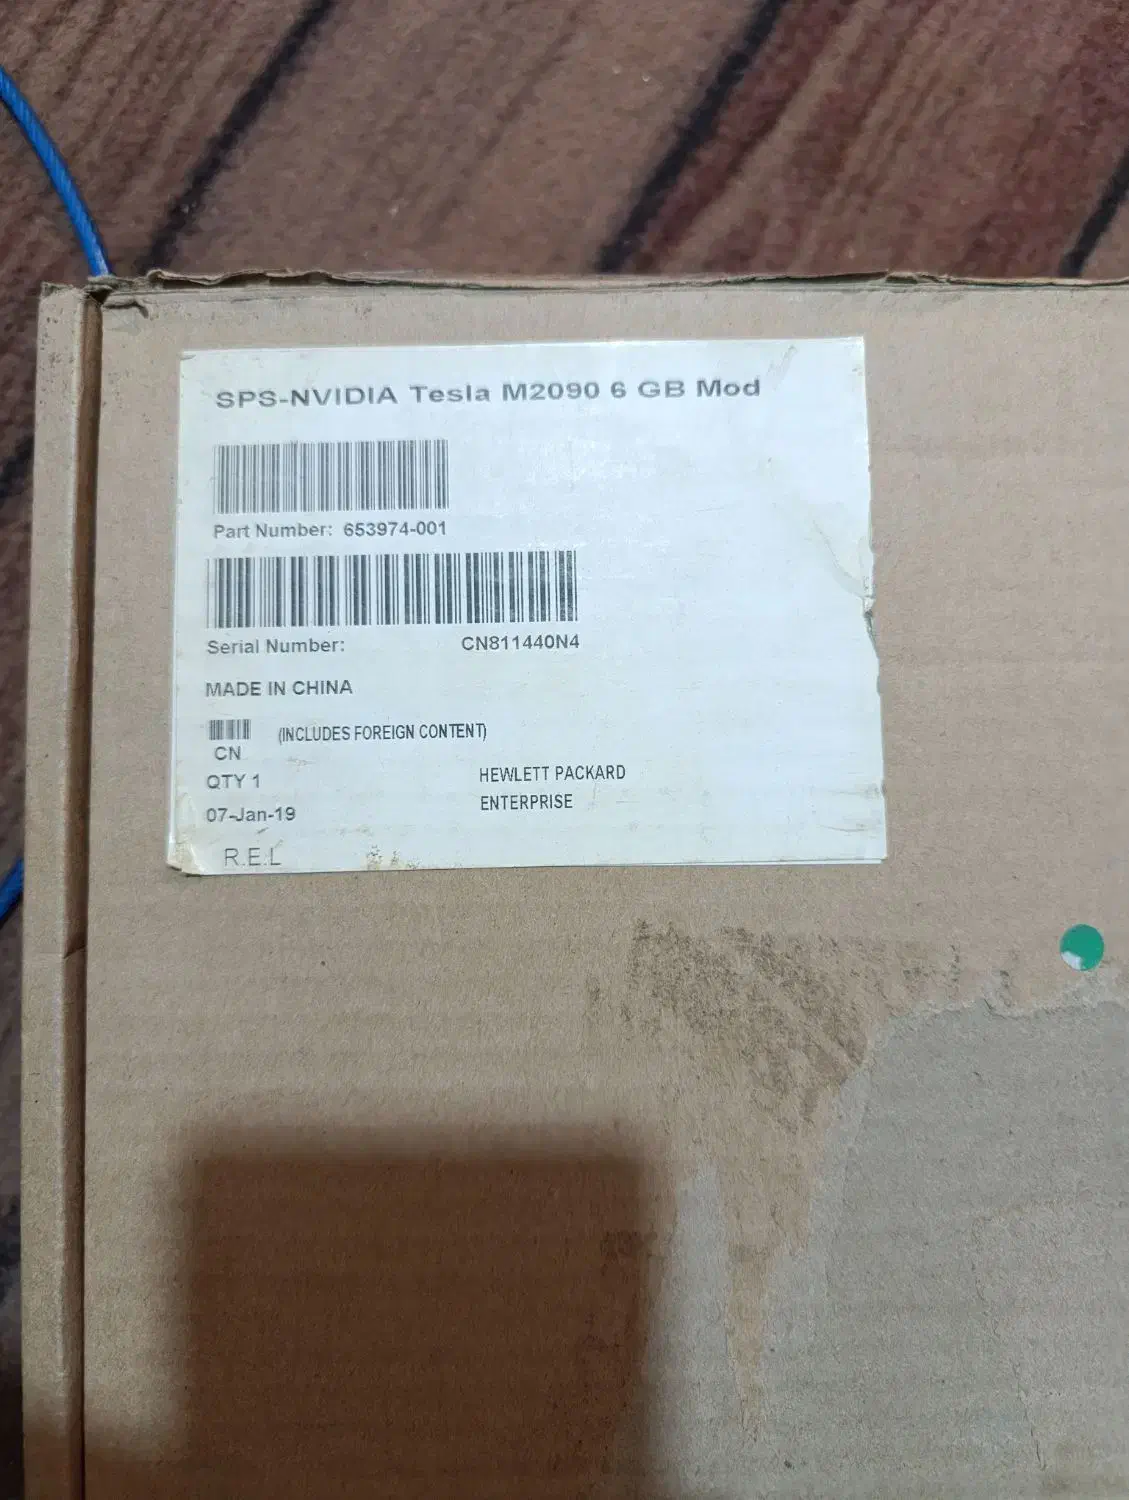 SPS-NVIDIA Tesla M2090 6 GB Mod
Part Number: 653974-001
Serial Number: CN811440N4
MADE IN CHINA
(INCLUDES FOREIGN CONTENT)
CN
QTY 1
HEWLETT PACKARD
ENTERPRISE
07-Jan-19
R.E.L